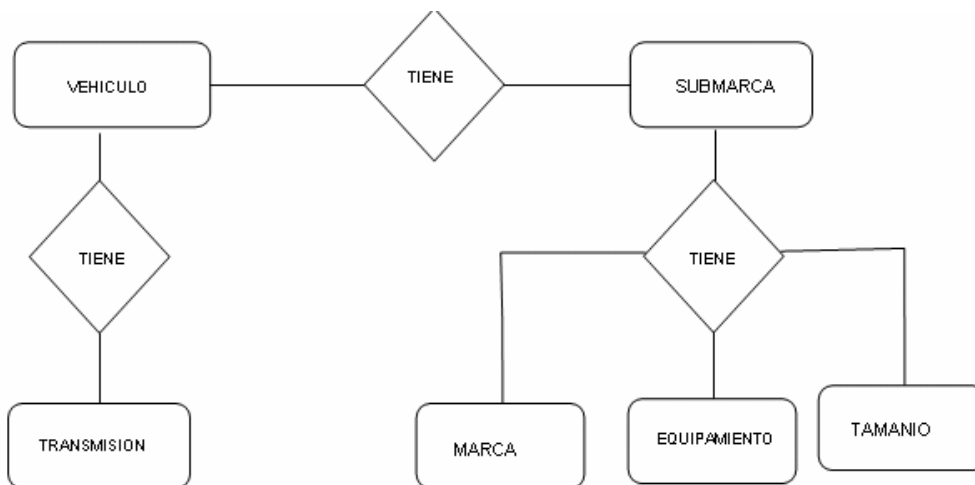 VEHICULO
TIENE
SUBMARCA
TIENE
TIENE
TRANSMISION
MARCA
EQUIPAMIENTO
TAMANIO